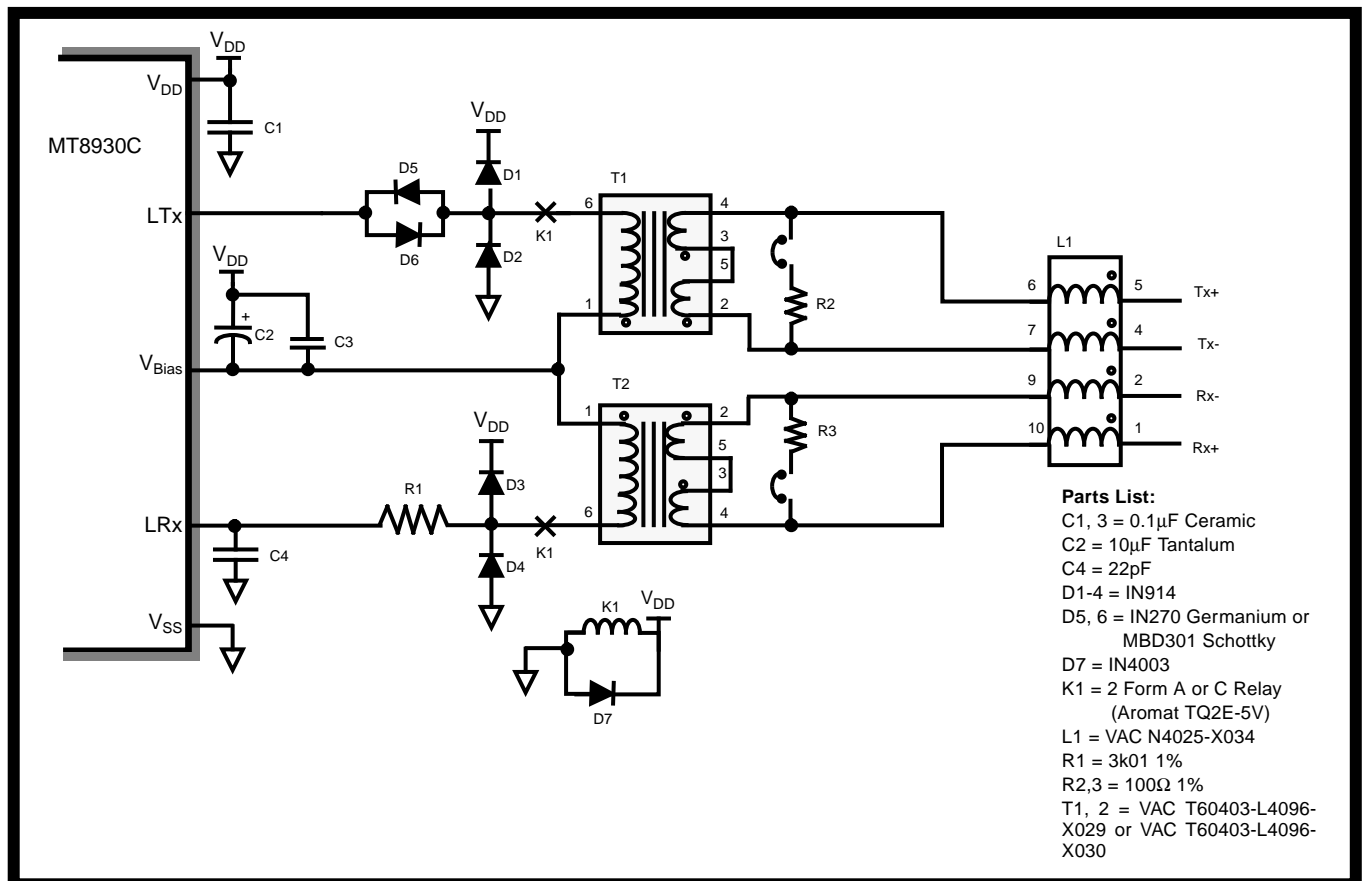 VDD
VDD
C1
MT8930C
VDD
D5
D1
T1
6
4
LTx
K1
3
L1
D6
D2
5
VDD
6
5
Tx+
R2
1
2
+
C2
C3
7
4
Tx-
VBias
T2
9
2
Rx-
1
2
VDD
R3
10
1
Rx+
5
D3
3
R1
LRx
6
4
K1
C4
D4
VSS
K1
VDD
D7
Parts List:
C1, 3 = 0.1µF Ceramic
C2 = 10µF Tantalum
C4 = 22pF
D1-4 = IN914
D5, 6 = IN270 Germanium or
MBD301 Schottky
D7 = IN4003
K1 = 2 Form A or C Relay
(Aromat TQ2E-5V)
L1 = VAC N4025-X034
R1 = 3k01 1%
R2,3 = 100Ω 1%
T1, 2 = VAC T60403-L4096-
X029 or VAC T60403-L4096-
X030